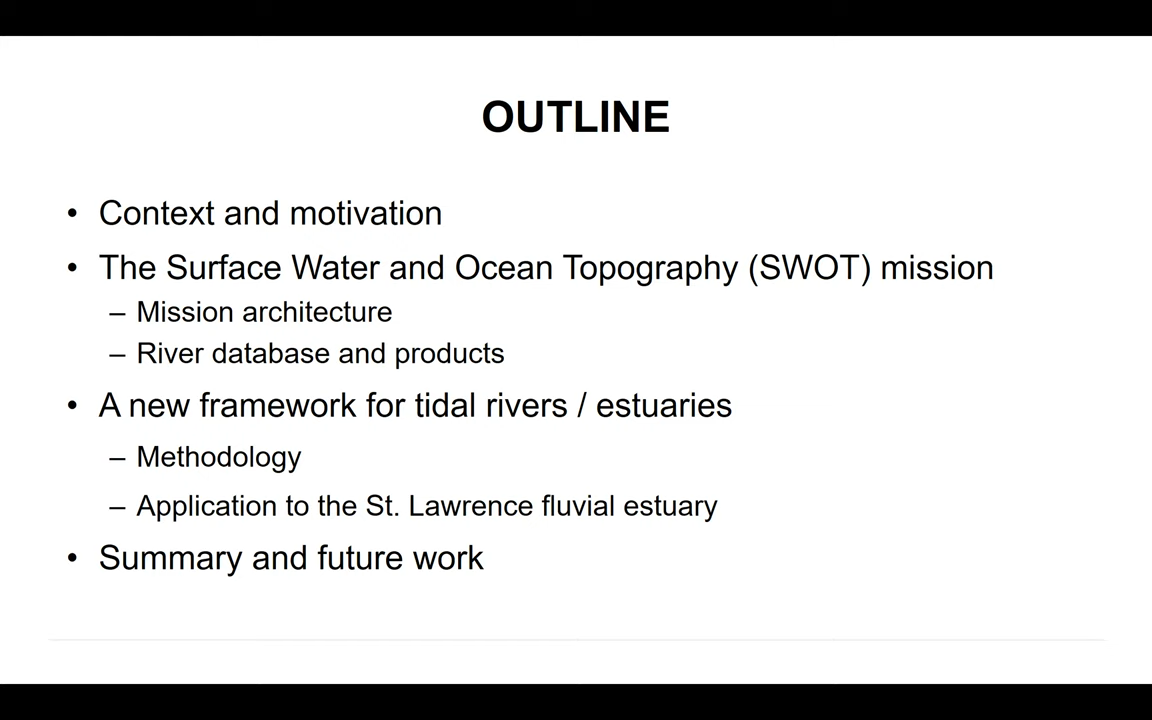 OUTLINE
• Context and motivation
• The Surface Water and Ocean Topography (SWOT) mission
– Mission architecture
– River database and products
• A new framework for tidal rivers / estuaries
– Methodology
– Application to the St. Lawrence fluvial estuary
• Summary and future work